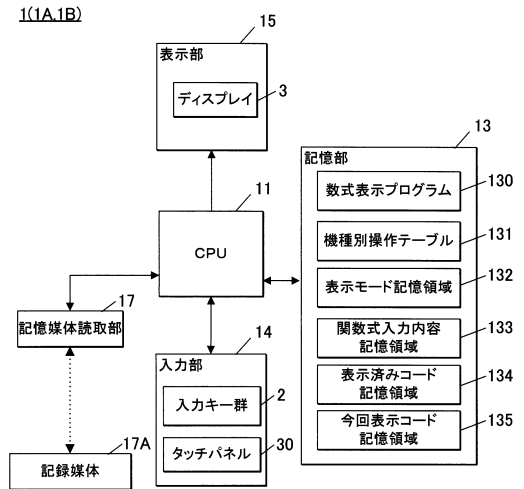 1(1A,1B)
15
表示部
ディスプレイ
3
11
CPU
13
記憶部
数式表示プログラム
130
機種別操作テーブル
131
表示モード記憶領域
132
関数式入力内容
記憶領域
133
表示済みコード
記憶領域
134
今回表示コード
記憶領域
135
17
記憶媒体読取部
17A
記録媒体
14
入力部
入力キー群
2
タッチパネル
30